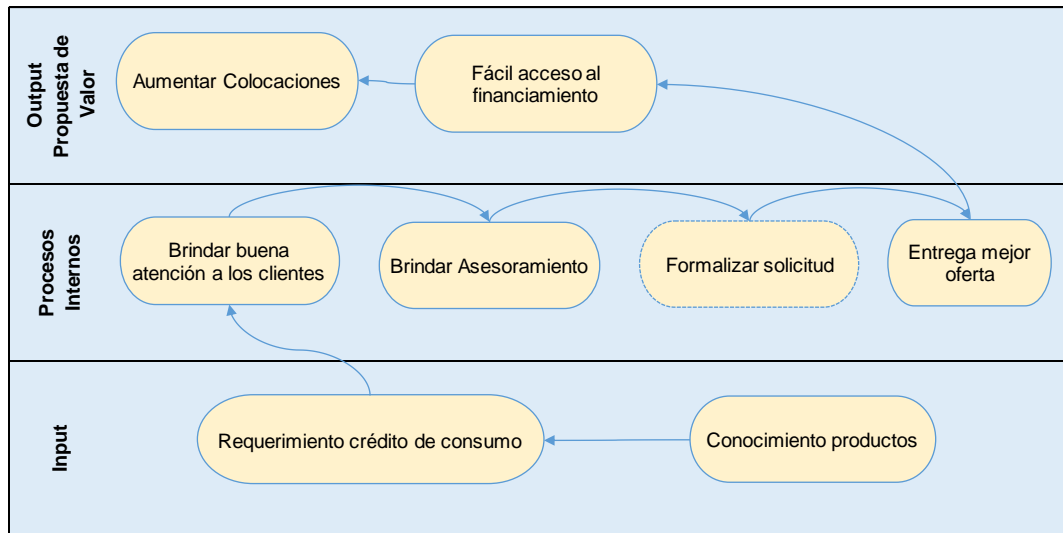 Output
Propuesta de
Valor
Aumentar Colocaciones
Fácil acceso al
financiamiento
Procesos
Internos
Brindar buena
atención a los clientes
Brindar Asesoramiento
Formalizar solicitud
Entrega mejor
oferta
Input
Requerimiento crédito de consumo
Conocimiento productos